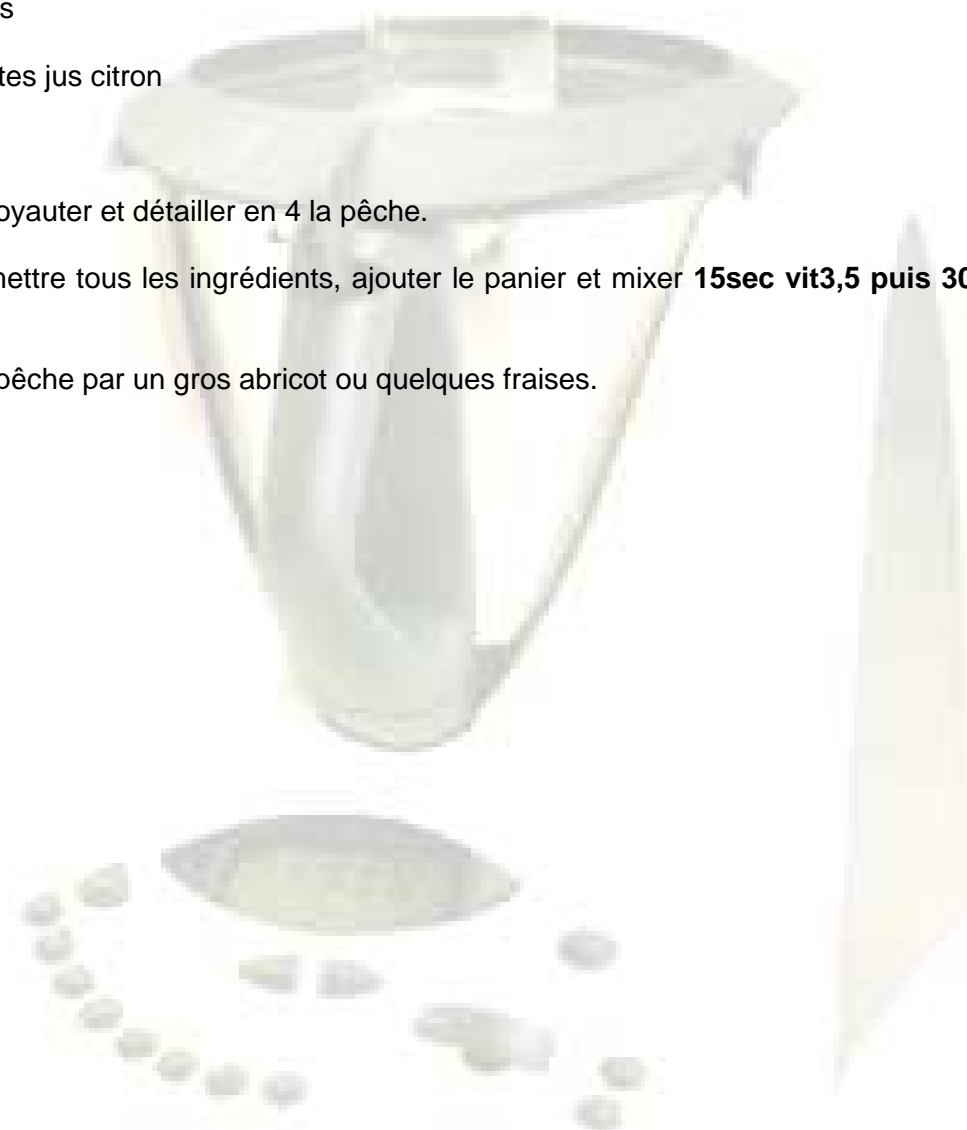 s
tes jus citron
oyauter et détailler en 4 la pêche.
mettre tous les ingrédients, ajouter le panier et mixer 15sec vit3,5 puis 30
pêche par un gros abricot ou quelques fraises.